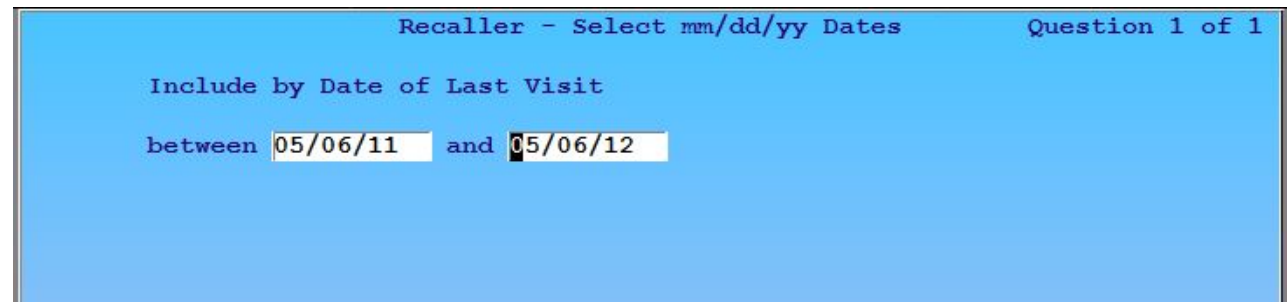 Recaller - Select mm/dd/yy Dates Question 1 of 1
Include by Date of Last Visit
between 05/06/11 and 05/06/12